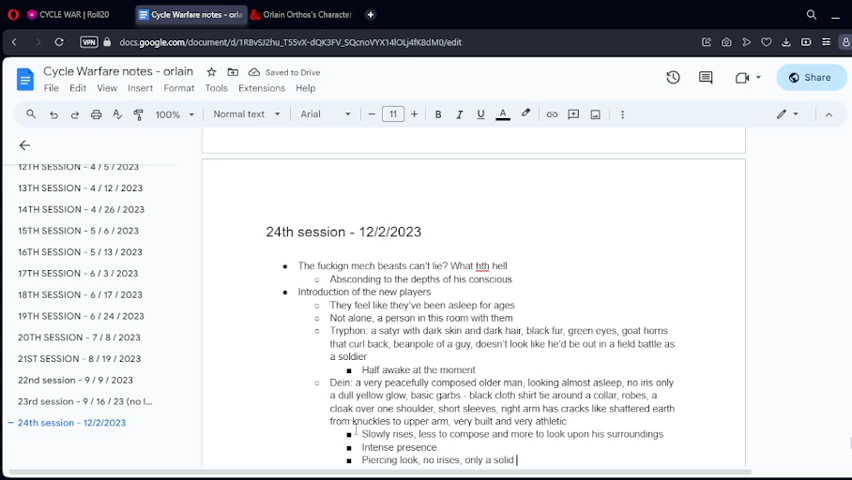 CYCLE WAR | Roll20
Cycle Warfare notes - orla
Orlain Orthos's Character
VPN
docs.google.com/document/d/1RBvSJ2hu_T55vX-dQK3FV_SQcnoVYX14lOLj4fK8dM0/edit
Cycle Warfare notes - orlain
Saved to Drive
Share
File Edit View Insert Format Tools Extensions Help
100%
Normal text
Arial
11
B I U A
12TH SESSION - 4 / 5 / 2023
13TH SESSION - 4 / 12 / 2023
14TH SESSION - 4 / 26 / 2023
15TH SESSION - 5 / 6 / 2023
16TH SESSION - 5 / 13 / 2023
17TH SESSION - 6 / 3 / 2023
18TH SESSION - 6 / 17 / 2023
19TH SESSION - 6 / 24 / 2023
20TH SESSION - 7 / 8 / 2023
21ST SESSION - 8 / 19 / 2023
22nd session - 9 / 9 / 2023
23rd session - 9 / 16 / 23 (no l...
24th session - 12/2/2023
24th session - 12/2/2023
The fuckign mech beasts can't lie? What hth hell
Absconding to the depths of his conscious
Introduction of the new players
They feel like they've been asleep for ages
Not alone, a person in this room with them
Tryphon: a satyr with dark skin and dark hair, black fur, green eyes, goat horns
that curl back, beanpole of a guy, doesn't look like he'd be out in a field battle as
a soldier
Half awake at the moment
Dein: a very peacefully composed older man, looking almost asleep, no iris only
a dull yellow glow, basic garbs - black cloth shirt tie around a collar, robes, a
cloak over one shoulder, short sleeves, right arm has cracks like shattered earth
from knuckles to upper arm, very built and very athletic
Slowly rises, less to compose and more to look upon his surroundings
Intense presence
Piercing look, no irises, only a solid